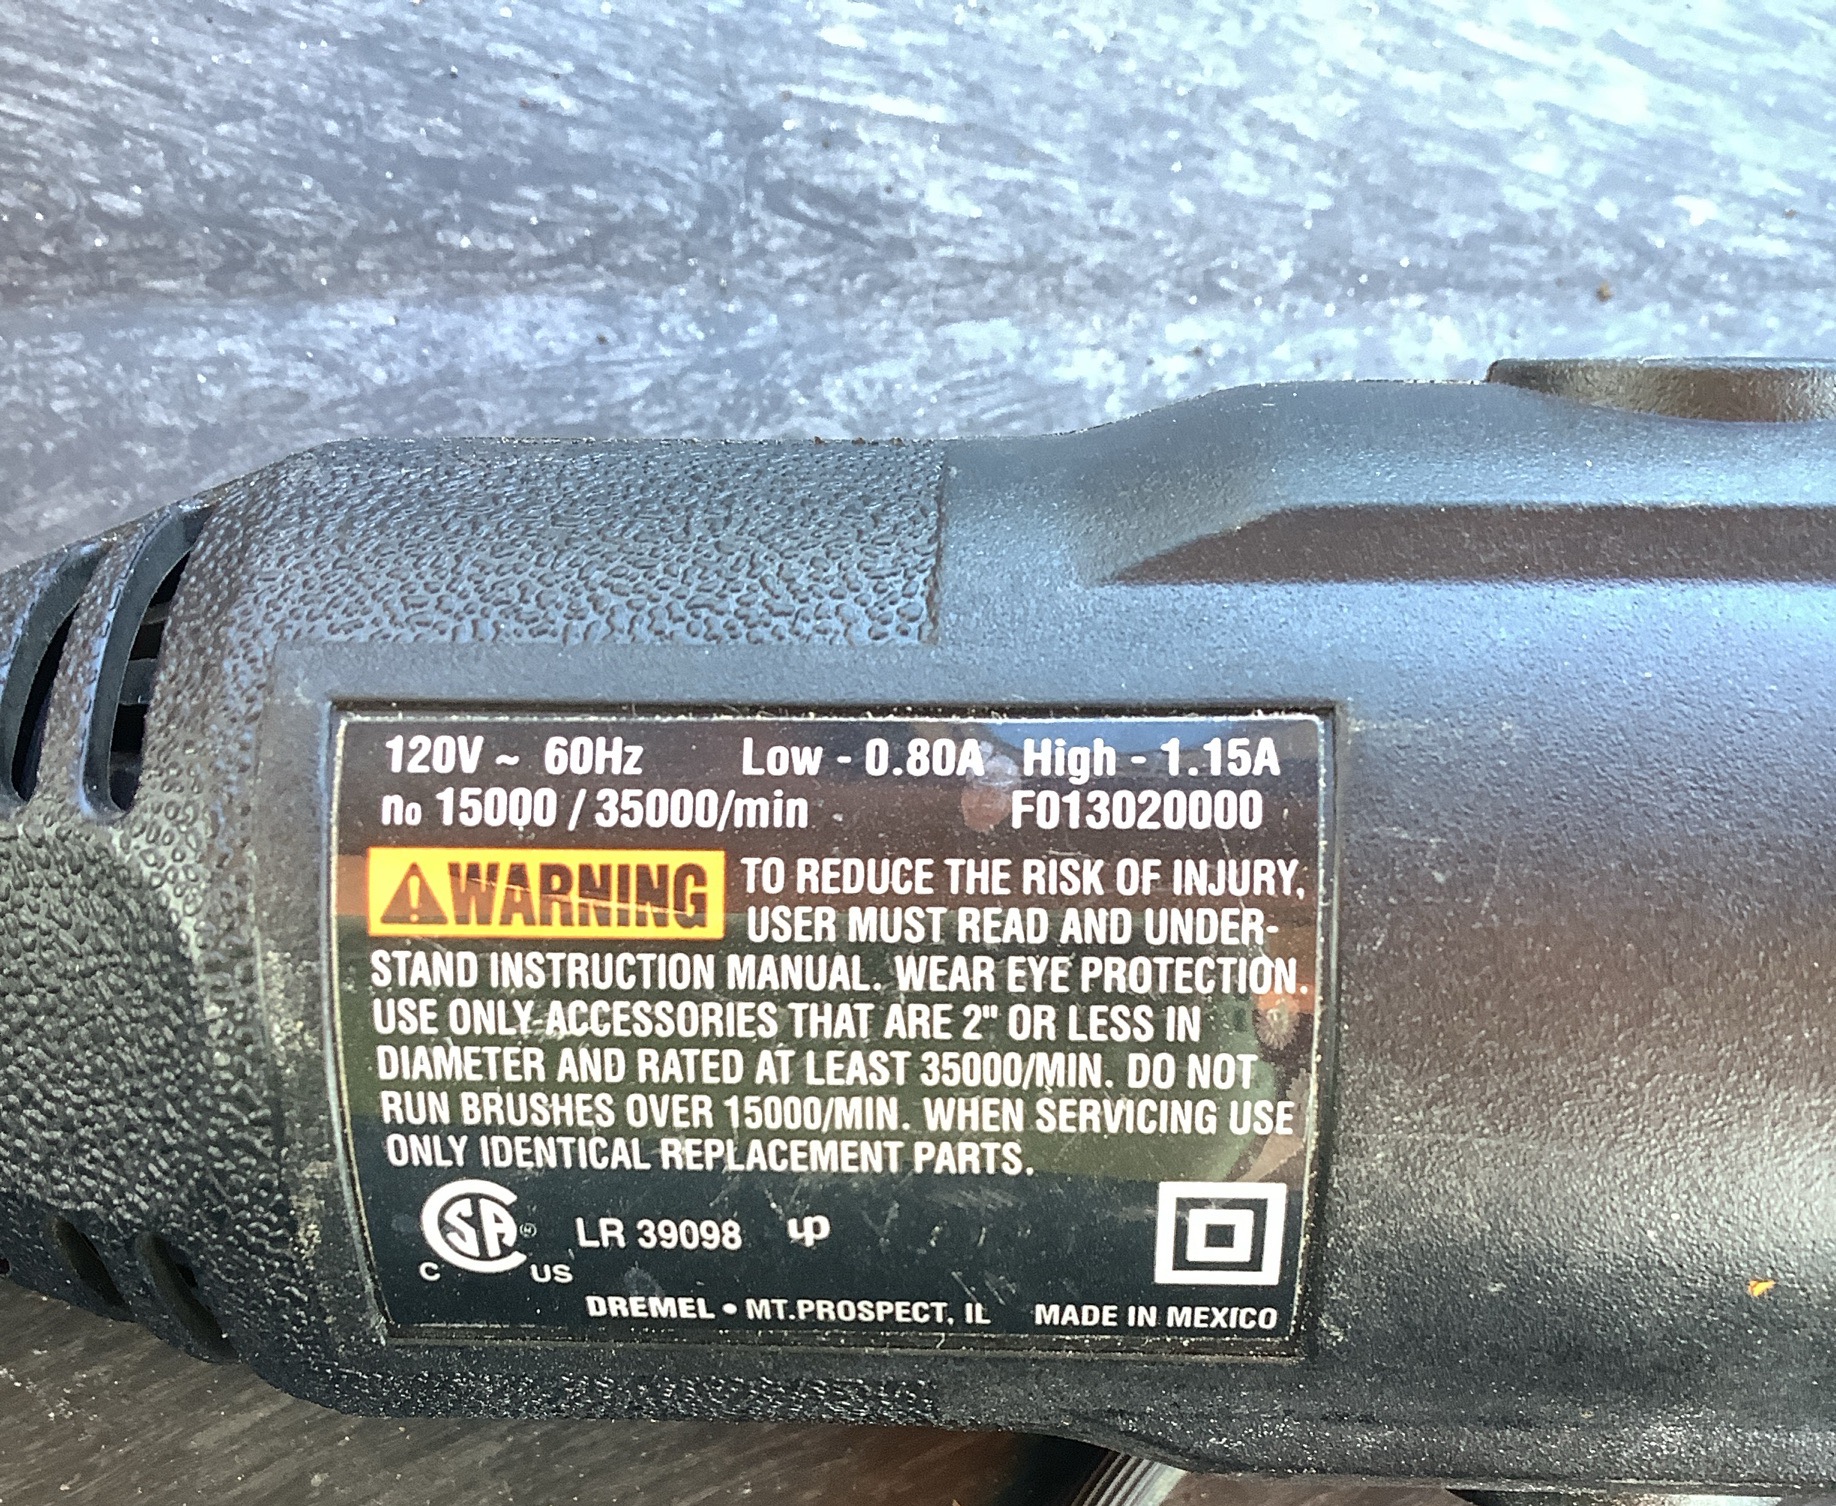 120V ~ 60Hz Low - 0.80A High - 1.15A
no 15000 / 35000/min F013020000
WARNING TO REDUCE THE RISK OF INJURY,
USER MUST READ AND UNDER-
STAND INSTRUCTION MANUAL. WEAR EYE PROTECTION.
USE ONLY ACCESSORIES THAT ARE 2" OR LESS IN
DIAMETER AND RATED AT LEAST 35000/MIN. DO NOT
RUN BRUSHES OVER 15000/MIN. WHEN SERVICING USE
ONLY IDENTICAL REPLACEMENT PARTS.
SA ® LR 39098 up
C US
DREMEL • MT.PROSPECT, IL MADE IN MEXICO